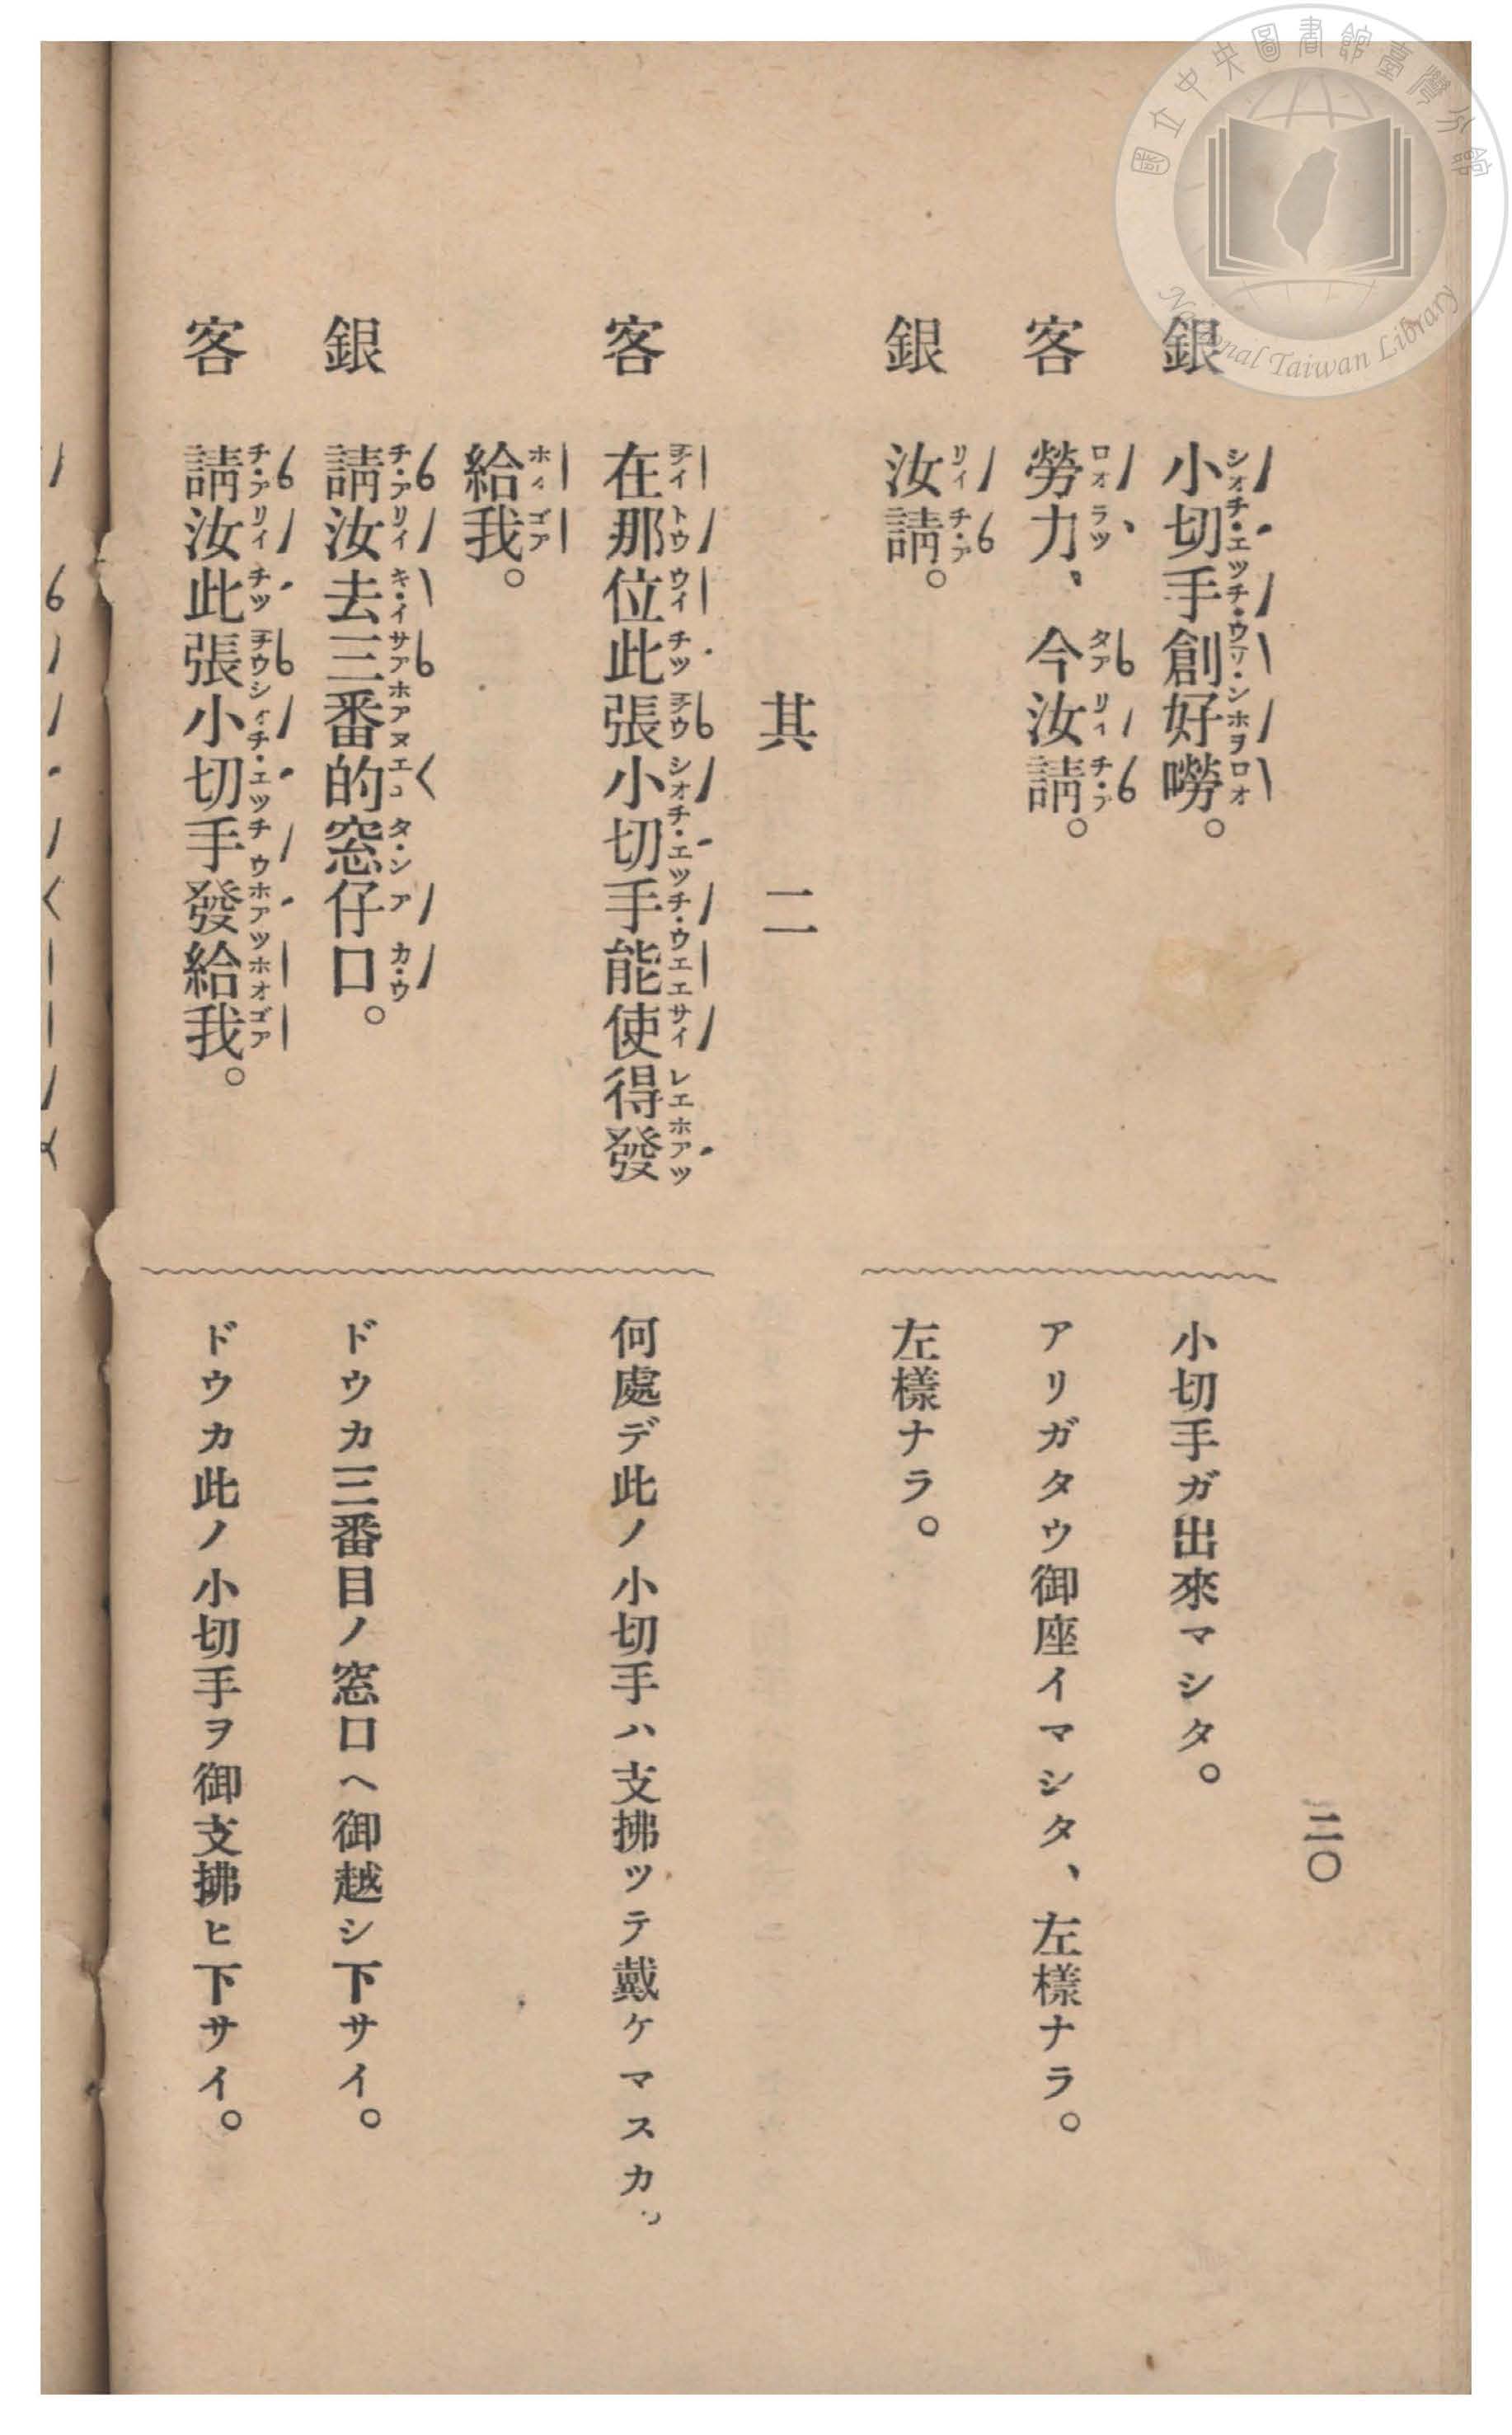 國立中央圖書館臺灣分館
National Taiwan Library
二〇
銀 小切手創好嘮。
小切手ガ出來マシタ。
客 勞力、今汝請。
アリガタウ御座イマシタ、左樣ナラ。
銀 汝請。
左樣ナラ。
其二
客 在那位此張小切手能使得發
給我。
何處デ此ノ小切手ハ支拂ツテ戴ケマスカ。
銀 請汝去三番的窓仔口。
ドウカ三番目ノ窓口ヘ御越シ下サイ。
客 請汝此張小切手發給我。
ドウカ此ノ小切手ヲ御支拂ヒ下サイ。